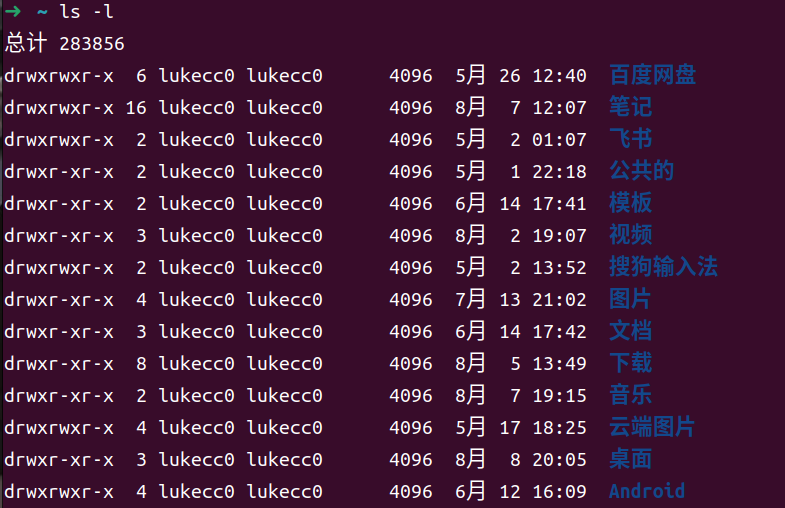 ➜ ~ ls -l
总计 283856
drwxrwxr-x 6 lukecc0 lukecc0 4096 5月 26 12:40 百度网盘
drwxrwxr-x 16 lukecc0 lukecc0 4096 8月 7 12:07 笔记
drwxr-xr-x 2 lukecc0 lukecc0 4096 5月 2 01:07 飞书
drwxr-xr-x 2 lukecc0 lukecc0 4096 5月 1 22:18 公共的
drwxr-xr-x 2 lukecc0 lukecc0 4096 6月 14 17:41 模板
drwxr-xr-x 3 lukecc0 lukecc0 4096 8月 2 19:07 视频
drwxr-xr-x 2 lukecc0 lukecc0 4096 5月 2 13:52 搜狗输入法
drwxr-xr-x 4 lukecc0 lukecc0 4096 7月 13 21:02 图片
drwxr-xr-x 3 lukecc0 lukecc0 4096 6月 14 17:42 文档
drwxr-xr-x 8 lukecc0 lukecc0 4096 8月 5 13:49 下载
drwxr-xr-x 2 lukecc0 lukecc0 4096 8月 7 19:15 音乐
drwxrwxr-x 4 lukecc0 lukecc0 4096 5月 17 18:25 云端图片
drwxr-xr-x 3 lukecc0 lukecc0 4096 8月 8 20:05 桌面
drwxrwxr-x 4 lukecc0 lukecc0 4096 6月 12 16:09 Android